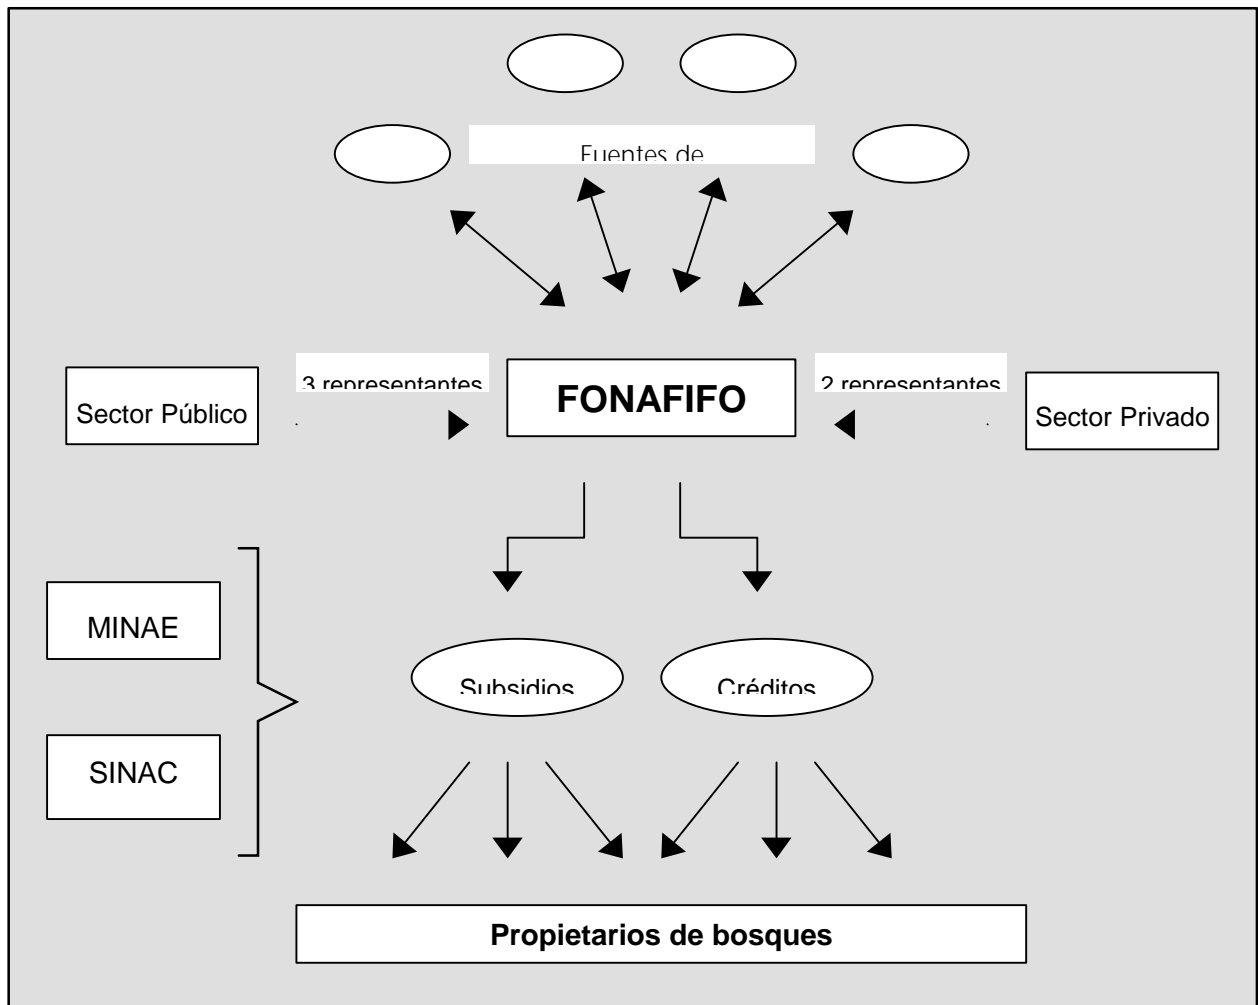 Fuentes de
3 representantes
FONAFIFO
2 representantes
Sector Público
Sector Privado
MINAE
Subsidios
Créditos
SINAC
Propietarios de bosques